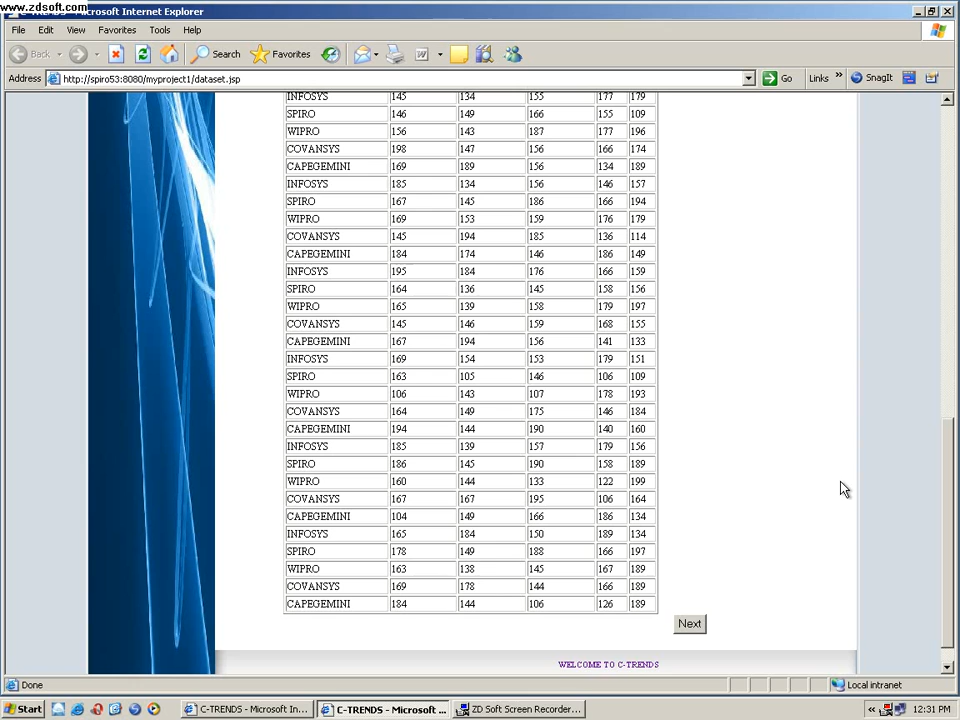 www.zdsoft.com
C-TRENDS - Microsoft Internet Explorer
File Edit View Favorites Tools Help
Back Search Favorites
Address http://spiro53:8080/myproject1/dataset.jsp Go Links » SnagIt
INFOSYS 145 134 155 177 179
SPIRO 146 149 166 155 109
WIPRO 156 143 187 177 196
COVANSYS 198 147 156 166 174
CAPEGEMINI 169 189 156 134 189
INFOSYS 185 134 156 146 157
SPIRO 167 145 186 166 194
WIPRO 169 153 159 176 179
COVANSYS 145 194 185 136 114
CAPEGEMINI 184 174 146 186 149
INFOSYS 195 184 176 166 159
SPIRO 164 136 145 158 156
WIPRO 165 139 158 179 197
COVANSYS 145 146 159 168 155
CAPEGEMINI 167 194 156 141 133
INFOSYS 169 154 153 179 151
SPIRO 163 105 146 106 109
WIPRO 106 143 107 178 193
COVANSYS 164 149 175 146 184
CAPEGEMINI 194 144 190 140 160
INFOSYS 185 139 157 179 156
SPIRO 186 145 190 158 189
WIPRO 160 144 133 122 199
COVANSYS 167 167 195 106 164
CAPEGEMINI 104 149 166 186 134
INFOSYS 165 184 150 189 134
SPIRO 178 149 188 166 197
WIPRO 163 138 145 167 189
COVANSYS 169 178 144 166 189
CAPEGEMINI 184 144 106 126 189
Next
WELCOME TO C-TRENDS
Done Local intranet
Start C-TRENDS - Microsoft In... C-TRENDS - Microsoft ... ZD Soft Screen Recorder... « 12:31 PM